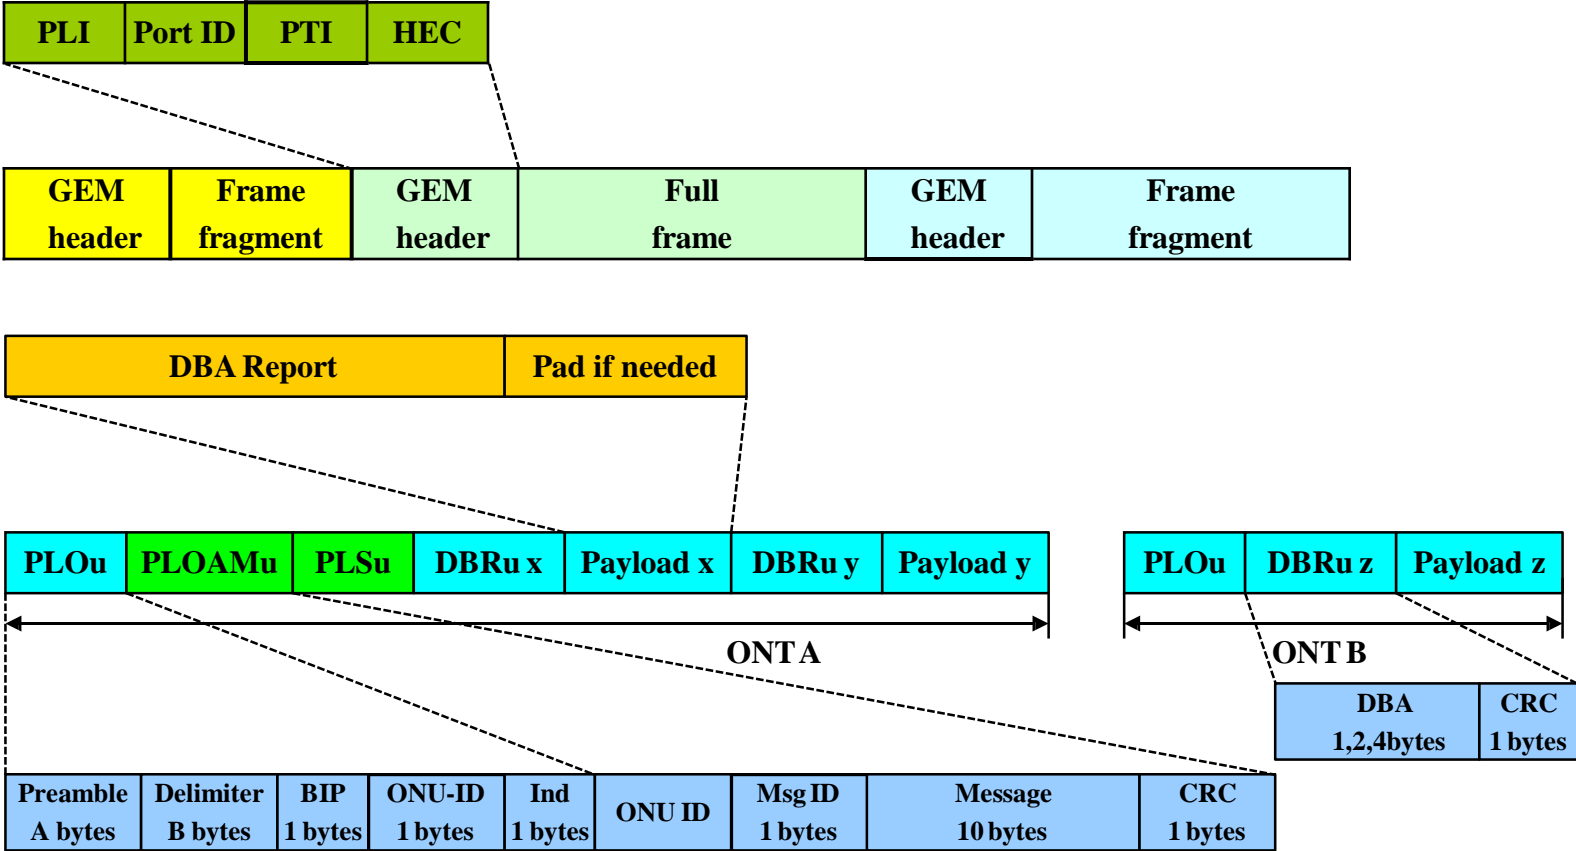 PLI Port ID PTI HEC
GEM header
Frame fragment
GEM header
Full frame
GEM header
Frame fragment
DBA Report Pad if needed
PLOu PLOAMu PLSu DBRu x Payload x DBRu y Payload y
PLOu DBRu z Payload z
ONT A
ONT B
DBA 1,2,4bytes
CRC 1 bytes
Preamble A bytes
Delimiter B bytes
BIP 1 bytes
ONU-ID 1 bytes
Ind 1 bytes
ONU ID
Msg ID 1 bytes
Message 10 bytes
CRC 1 bytes